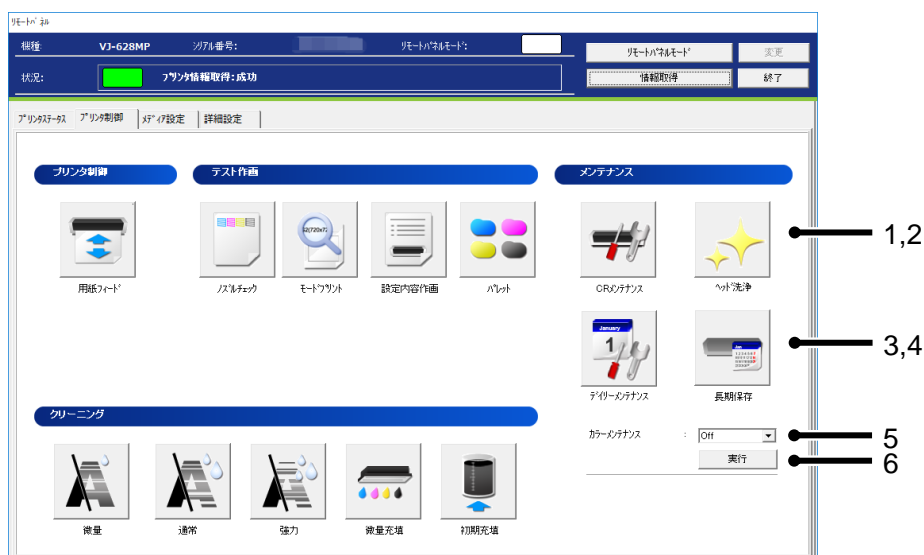 リモートパネル
機種 VJ-628MP シリアル番号: リモートパネルモード:
リモートパネルモード 変更
状況: プリンタ情報取得:成功
情報取得 終了
プリンタステータス プリンタ制御 メディア設定 詳細設定
プリンタ制御 テスト作画 メンテナンス
用紙フィード ノズルチェック モードプリント 設定内容作画 パレット CRメンテナンス ヘッド洗浄
1,2
January
1
デイリーメンテナンス 長期保存
3,4
クリーニング
カラーメンテナンス : Off
5
実行
6
微量 通常 強力 微量充填 初期充填